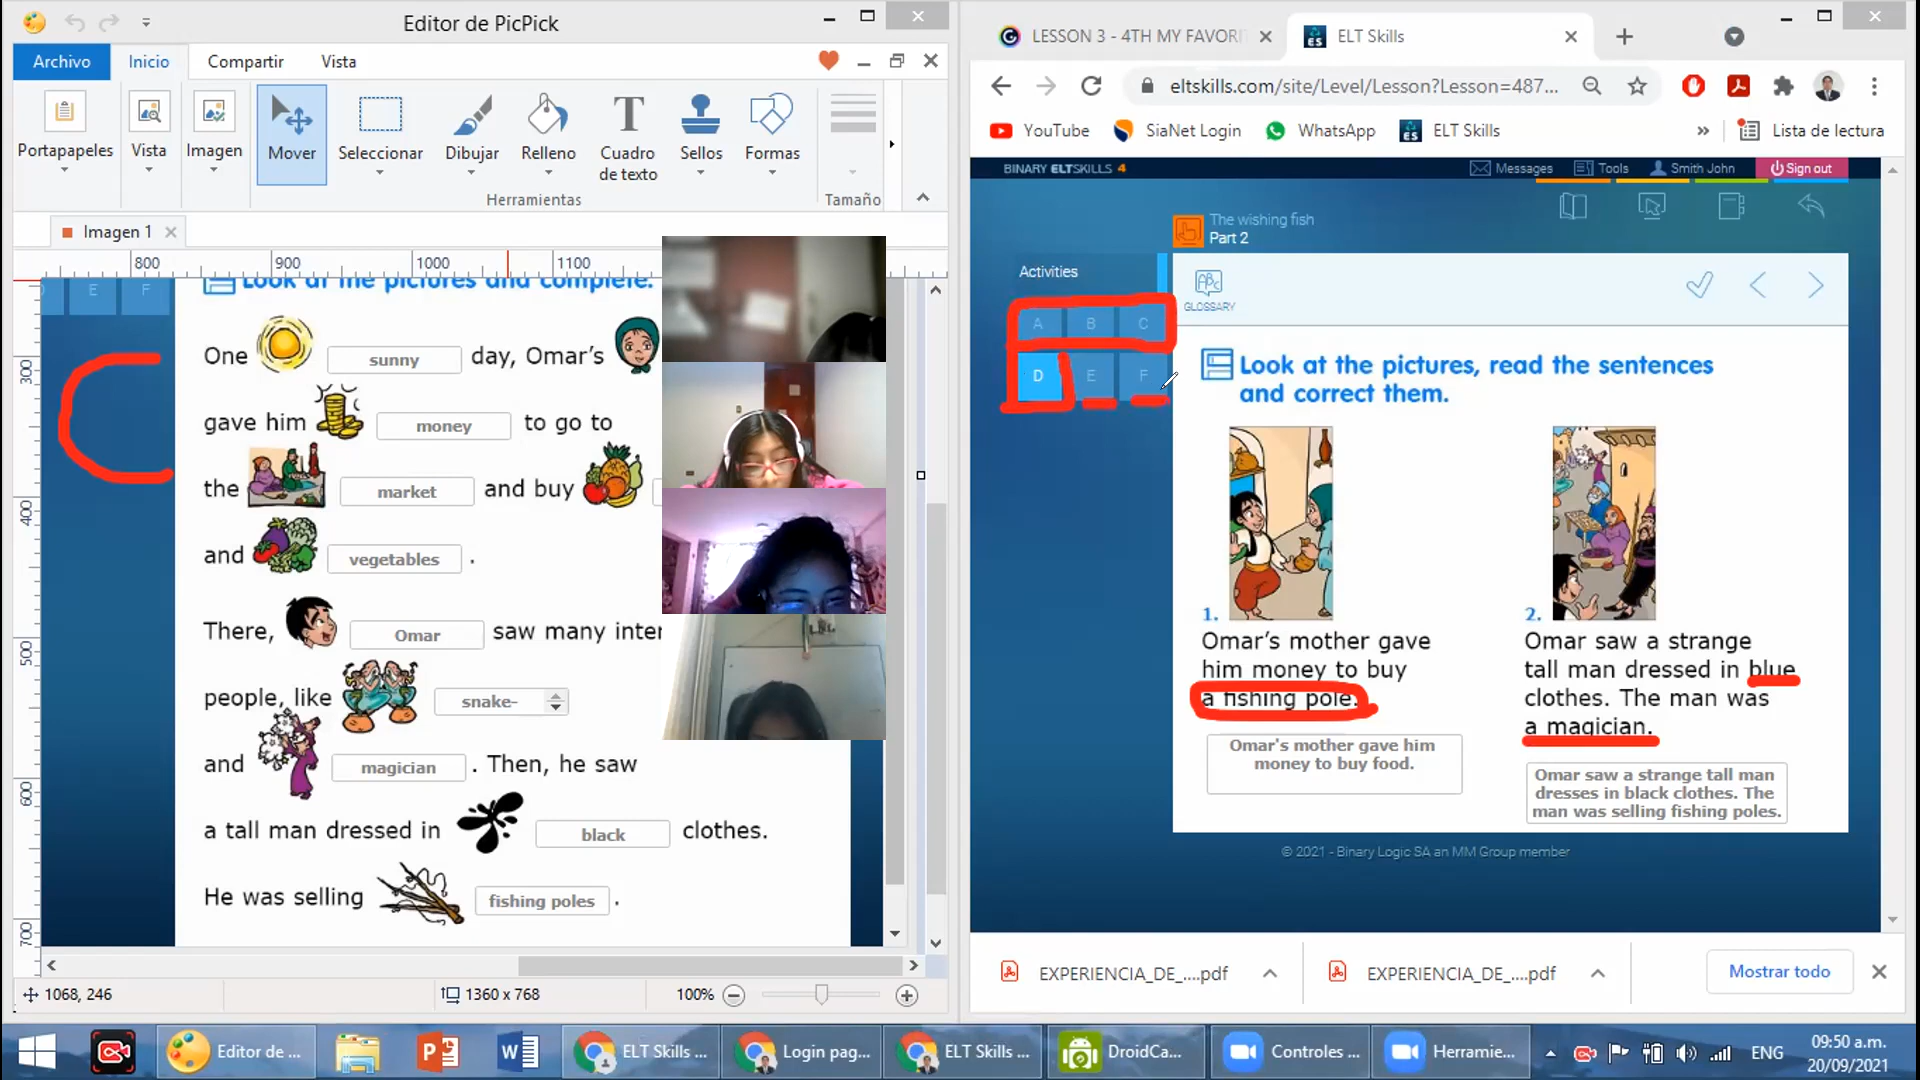 Editor de PicPick
Archivo Inicio Compartir Vista
Portapapeles Vista Imagen Mover Seleccionar Dibujar Relleno Cuadro de texto Sellos Formas
Herramientas Tamaño
Imagen 1
800 900 1000 1100
300
400
500
600
700
E F
Look at the pictures and complete.
One sunny day, Omar's
gave him money to go to
the market and buy
and vegetables .
There, Omar saw many inter
people, like snake-
and magician . Then, he saw
a tall man dressed in black clothes.
He was selling fishing poles .
1068, 246 1360 x 768 100%
LESSON 3 - 4TH MY FAVORI ELT Skills
eltskills.com/site/Level/Lesson?Lesson=487...
YouTube SiaNet Login WhatsApp ELT Skills » Lista de lectura
BINARY ELTSKILLS 4 Messages Tools Smith John Sign out
The wishing fish
Part 2
Activities
GLOSSARY
A B C
D E F
Look at the pictures, read the sentences
and correct them.
1.
Omar's mother gave
him money to buy
a fishing pole.
Omar's mother gave him
money to buy food.
2.
Omar saw a strange
tall man dressed in blue
clothes. The man was
a magician.
Omar saw a strange tall man
dresses in black clothes. The
man was selling fishing poles.
© 2021 - Binary Logic SA an MM Group member
EXPERIENCIA_DE_....pdf EXPERIENCIA_DE_....pdf Mostrar todo
Editor de ... ELT Skills ... Login pag... ELT Skills ... DroidCa... Controles ... Herramie... ENG
09:50 a.m.
20/09/2021